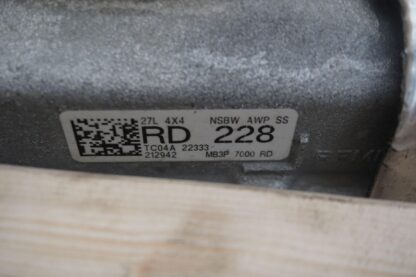 27L 4X4 NSBW AWP SS
RD 228
TC04A 22333
212942 MB3P 7000 RD